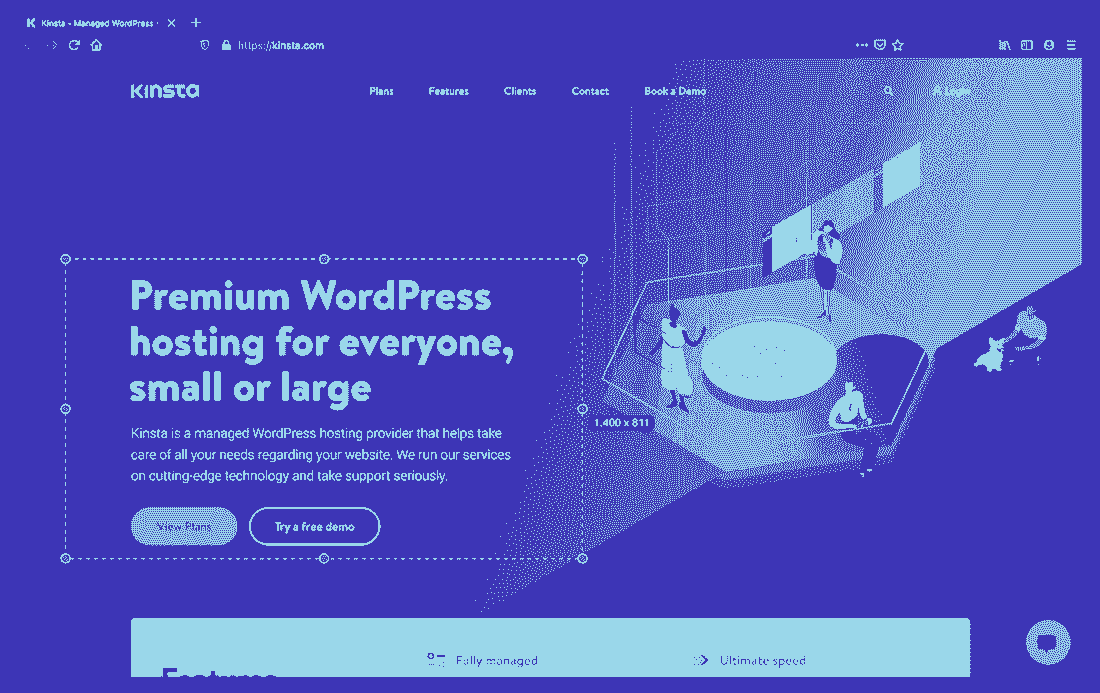 Kinsta - Managed WordPress
https://kinsta.com
Kinsta
Plans
Features
Clients
Contact
Book a Demo
Login
Premium WordPress
hosting for everyone,
small or large
1,400 x 811
Kinsta is a managed WordPress hosting provider that helps take
care of all your needs regarding your website. We run our services
on cutting-edge technology and take support seriously.
View Plans
Try a free demo
Features
Fully managed
Ultimate speed